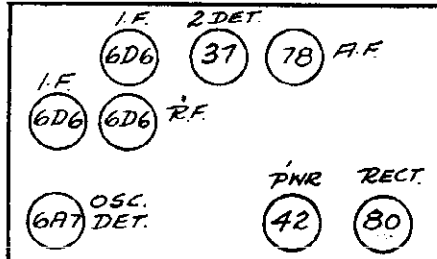 I.F. 2 DET.
6D6 37 78 A.F.
I.F.
6D6 6D6 R.F.
6A7 OSC. DET.
PWR RECT.
42 80